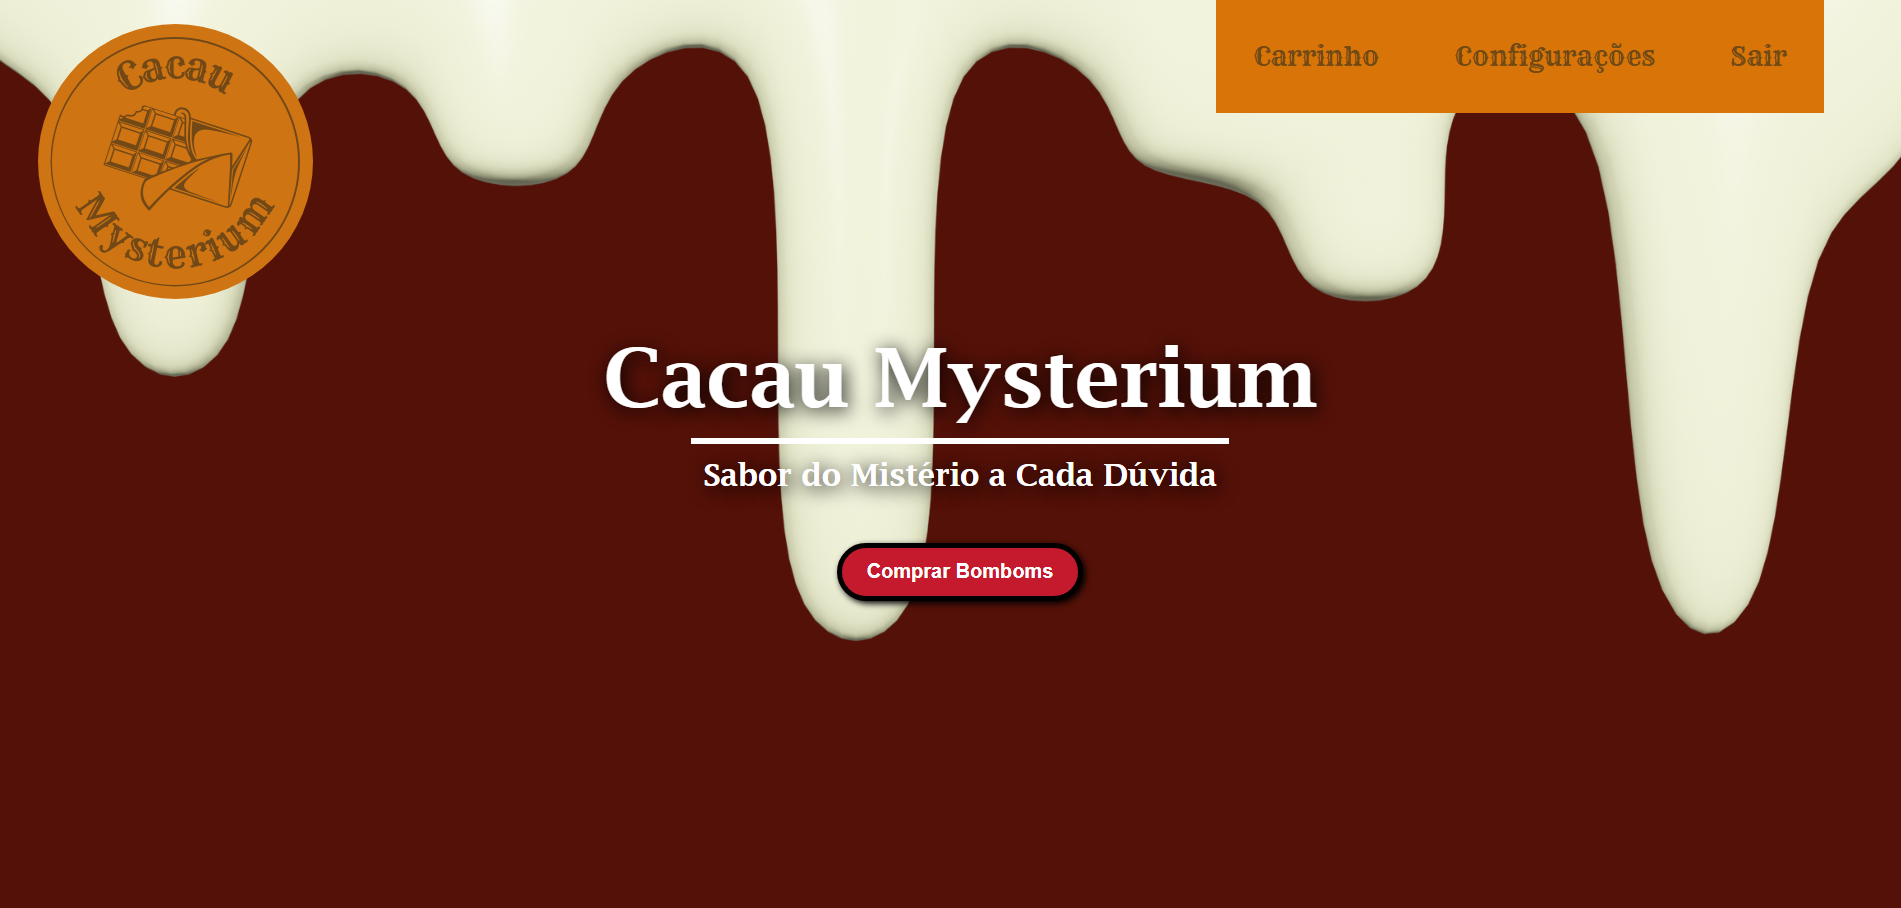 Cacau
Mysterium
Carrinho
Configurações
Sair
Cacau Mysterium
Sabor do Mistério a Cada Dúvida
Comprar Bomboms